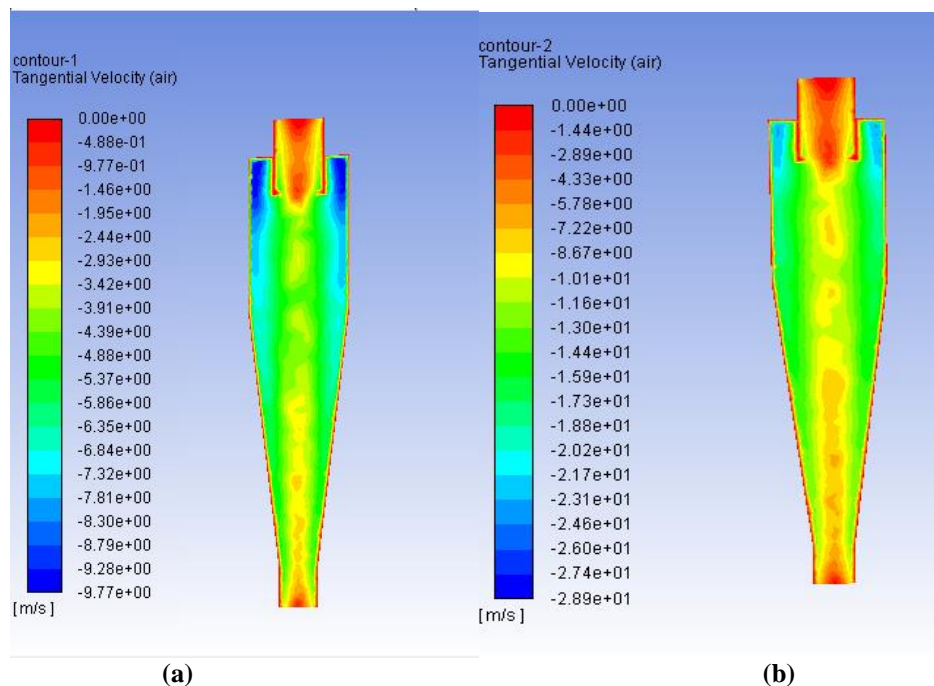 contour-1
Tangential Velocity (air)
0.00e+00
-4.88e-01
-9.77e-01
-1.46e+00
-1.95e+00
-2.44e+00
-2.93e+00
-3.42e+00
-3.91e+00
-4.39e+00
-4.88e+00
-5.37e+00
-5.86e+00
-6.35e+00
-6.84e+00
-7.32e+00
-7.81e+00
-8.30e+00
-8.79e+00
-9.28e+00
-9.77e+00
[m/s]
(a)
contour-2
Tangential Velocity (air)
0.00e+00
-1.44e+00
-2.89e+00
-4.33e+00
-5.78e+00
-7.22e+00
-8.67e+00
-1.01e+01
-1.16e+01
-1.30e+01
-1.44e+01
-1.59e+01
-1.73e+01
-1.88e+01
-2.02e+01
-2.17e+01
-2.31e+01
-2.46e+01
-2.60e+01
-2.74e+01
-2.89e+01
[m/s]
(b)